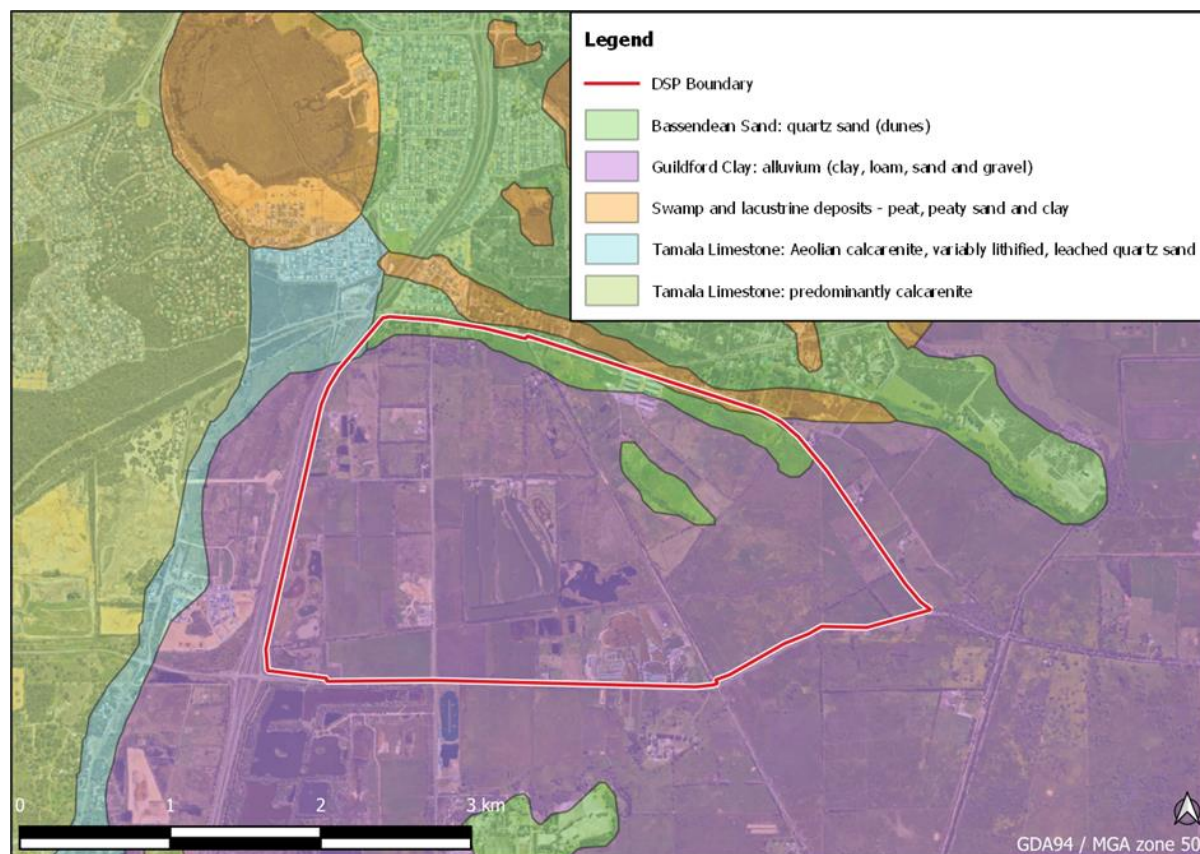 Legend
DSP Boundary
Bassendean Sand: quartz sand (dunes)
Guildford Clay: alluvium (clay, loam, sand and gravel)
Swamp and lacustrine deposits - peat, peaty sand and clay
Tamala Limestone: Aeolian calcarenite, variably lithified, leached quartz sand
Tamala Limestone: predominantly calcarenite
0 1 2 3 km
GDA94 / MGA zone 50